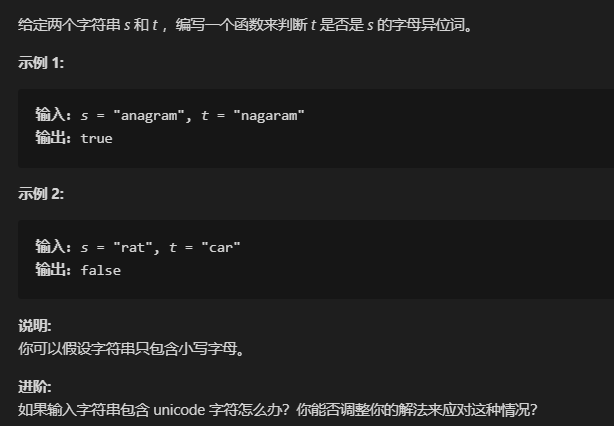 给定两个字符串 s 和 t ，编写一个函数来判断 t 是否是 s 的字母异位词。
示例 1:
输入: s = "anagram", t = "nagaram"
输出: true
示例 2:
输入: s = "rat", t = "car"
输出: false
说明:
你可以假设字符串只包含小写字母。
进阶:
如果输入字符串包含 unicode 字符怎么办？你能否调整你的解法来应对这种情况？